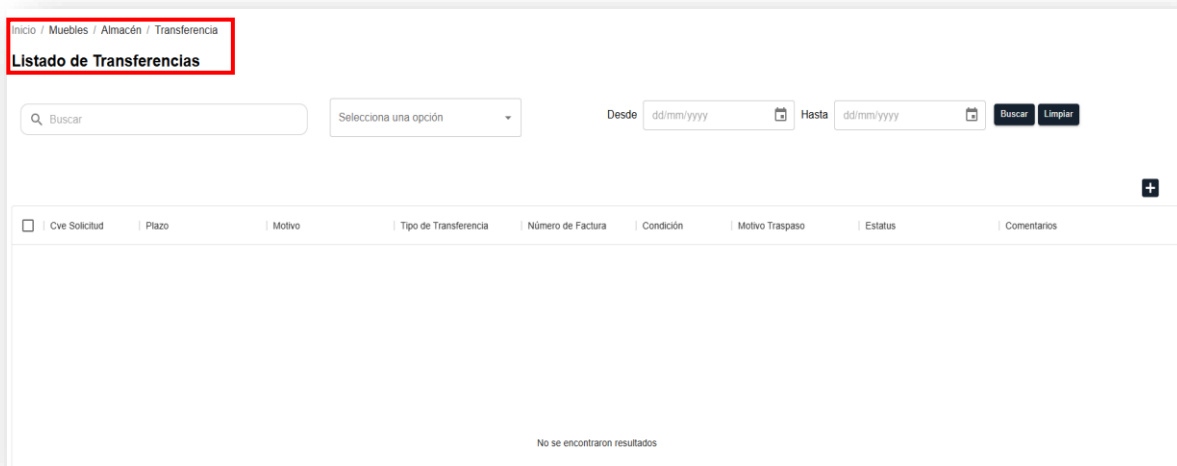 Inicio / Muebles / Almacén / Transferencia
Listado de Transferencias
Buscar
Selecciona una opción
Desde dd/mm/yyyy Hasta dd/mm/yyyy Buscar Limpiar
Cve Solicitud Plazo Motivo Tipo de Transferencia Número de Factura Condición Motivo Traspaso Estatus Comentarios
No se encontraron resultados